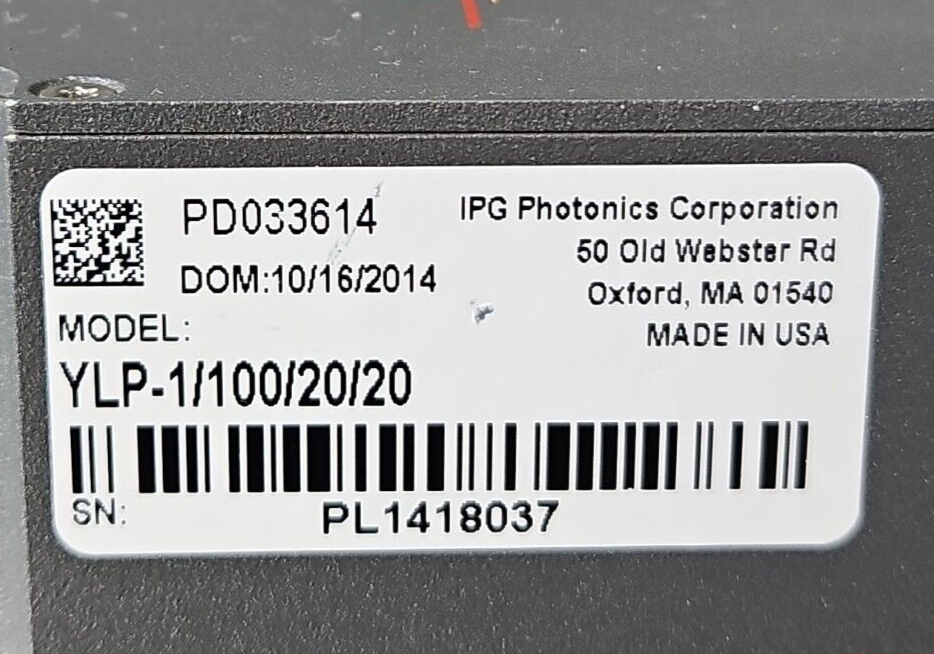 PD033614
DOM:10/16/2014
IPG Photonics Corporation
50 Old Webster Rd
Oxford, MA 01540
MADE IN USA
MODEL:
YLP-1/100/20/20
SN: PL1418037